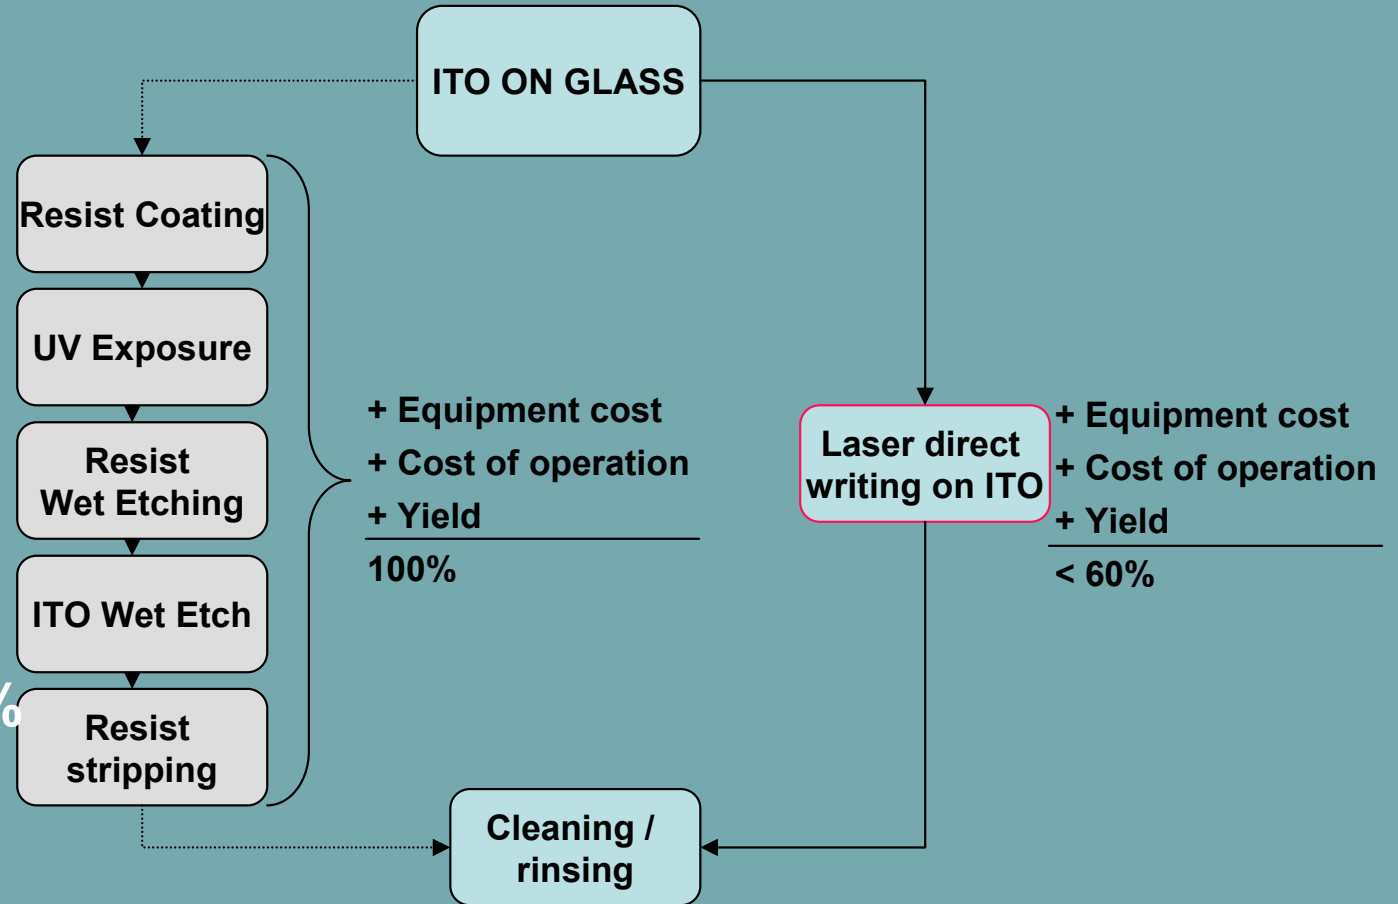 ITO ON GLASS
Resist Coating
UV Exposure
Resist
Wet Etching
ITO Wet Etch
%
Resist
stripping
+ Equipment cost
+ Cost of operation
+ Yield
100%
Laser direct
writing on ITO
+ Equipment cost
+ Cost of operation
+ Yield
< 60%
Cleaning /
rinsing